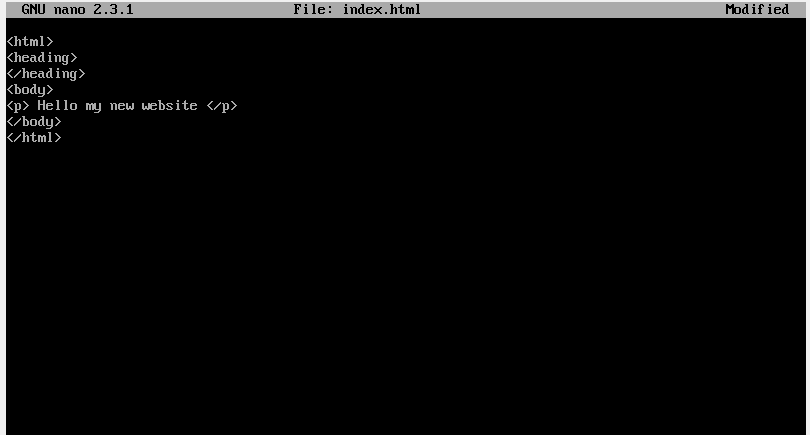 GNU nano 2.3.1 File: index.html Modified
<html>
<heading>
</heading>
<body>
<p> Hello my new website </p>
</body>
</html>